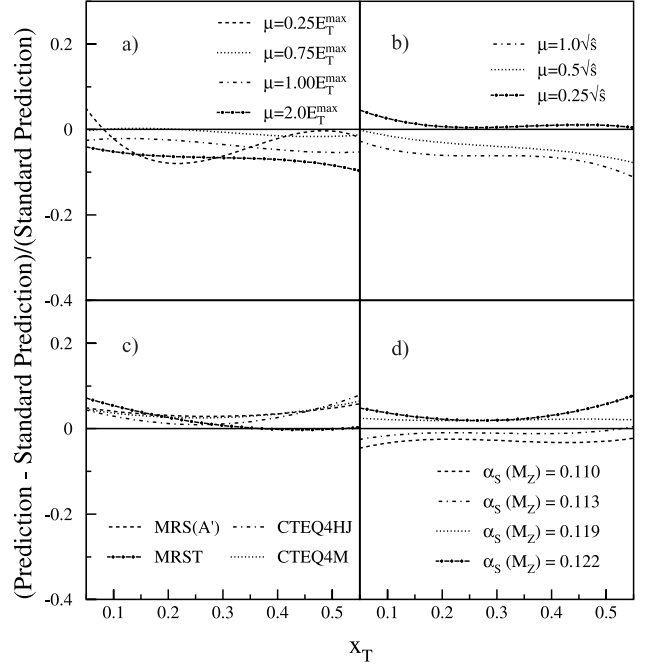 (Prediction - Standard Prediction)/(Standard Prediction)
0.2
0
-0.2
-0.4
0.2
0
-0.2
-0.4
a)
μ=0.25E_T^max
μ=0.75E_T^max
μ=1.00E_T^max
μ=2.0E_T^max
b)
μ=1.0√ŝ
μ=0.5√ŝ
μ=0.25√ŝ
c)
MRS(A') CTEQ4HJ
MRST CTEQ4M
d)
α_S (M_Z) = 0.110
α_S (M_Z) = 0.113
α_S (M_Z) = 0.119
α_S (M_Z) = 0.122
0.1 0.2 0.3 0.4 0.5 0.1 0.2 0.3 0.4 0.5
x_T